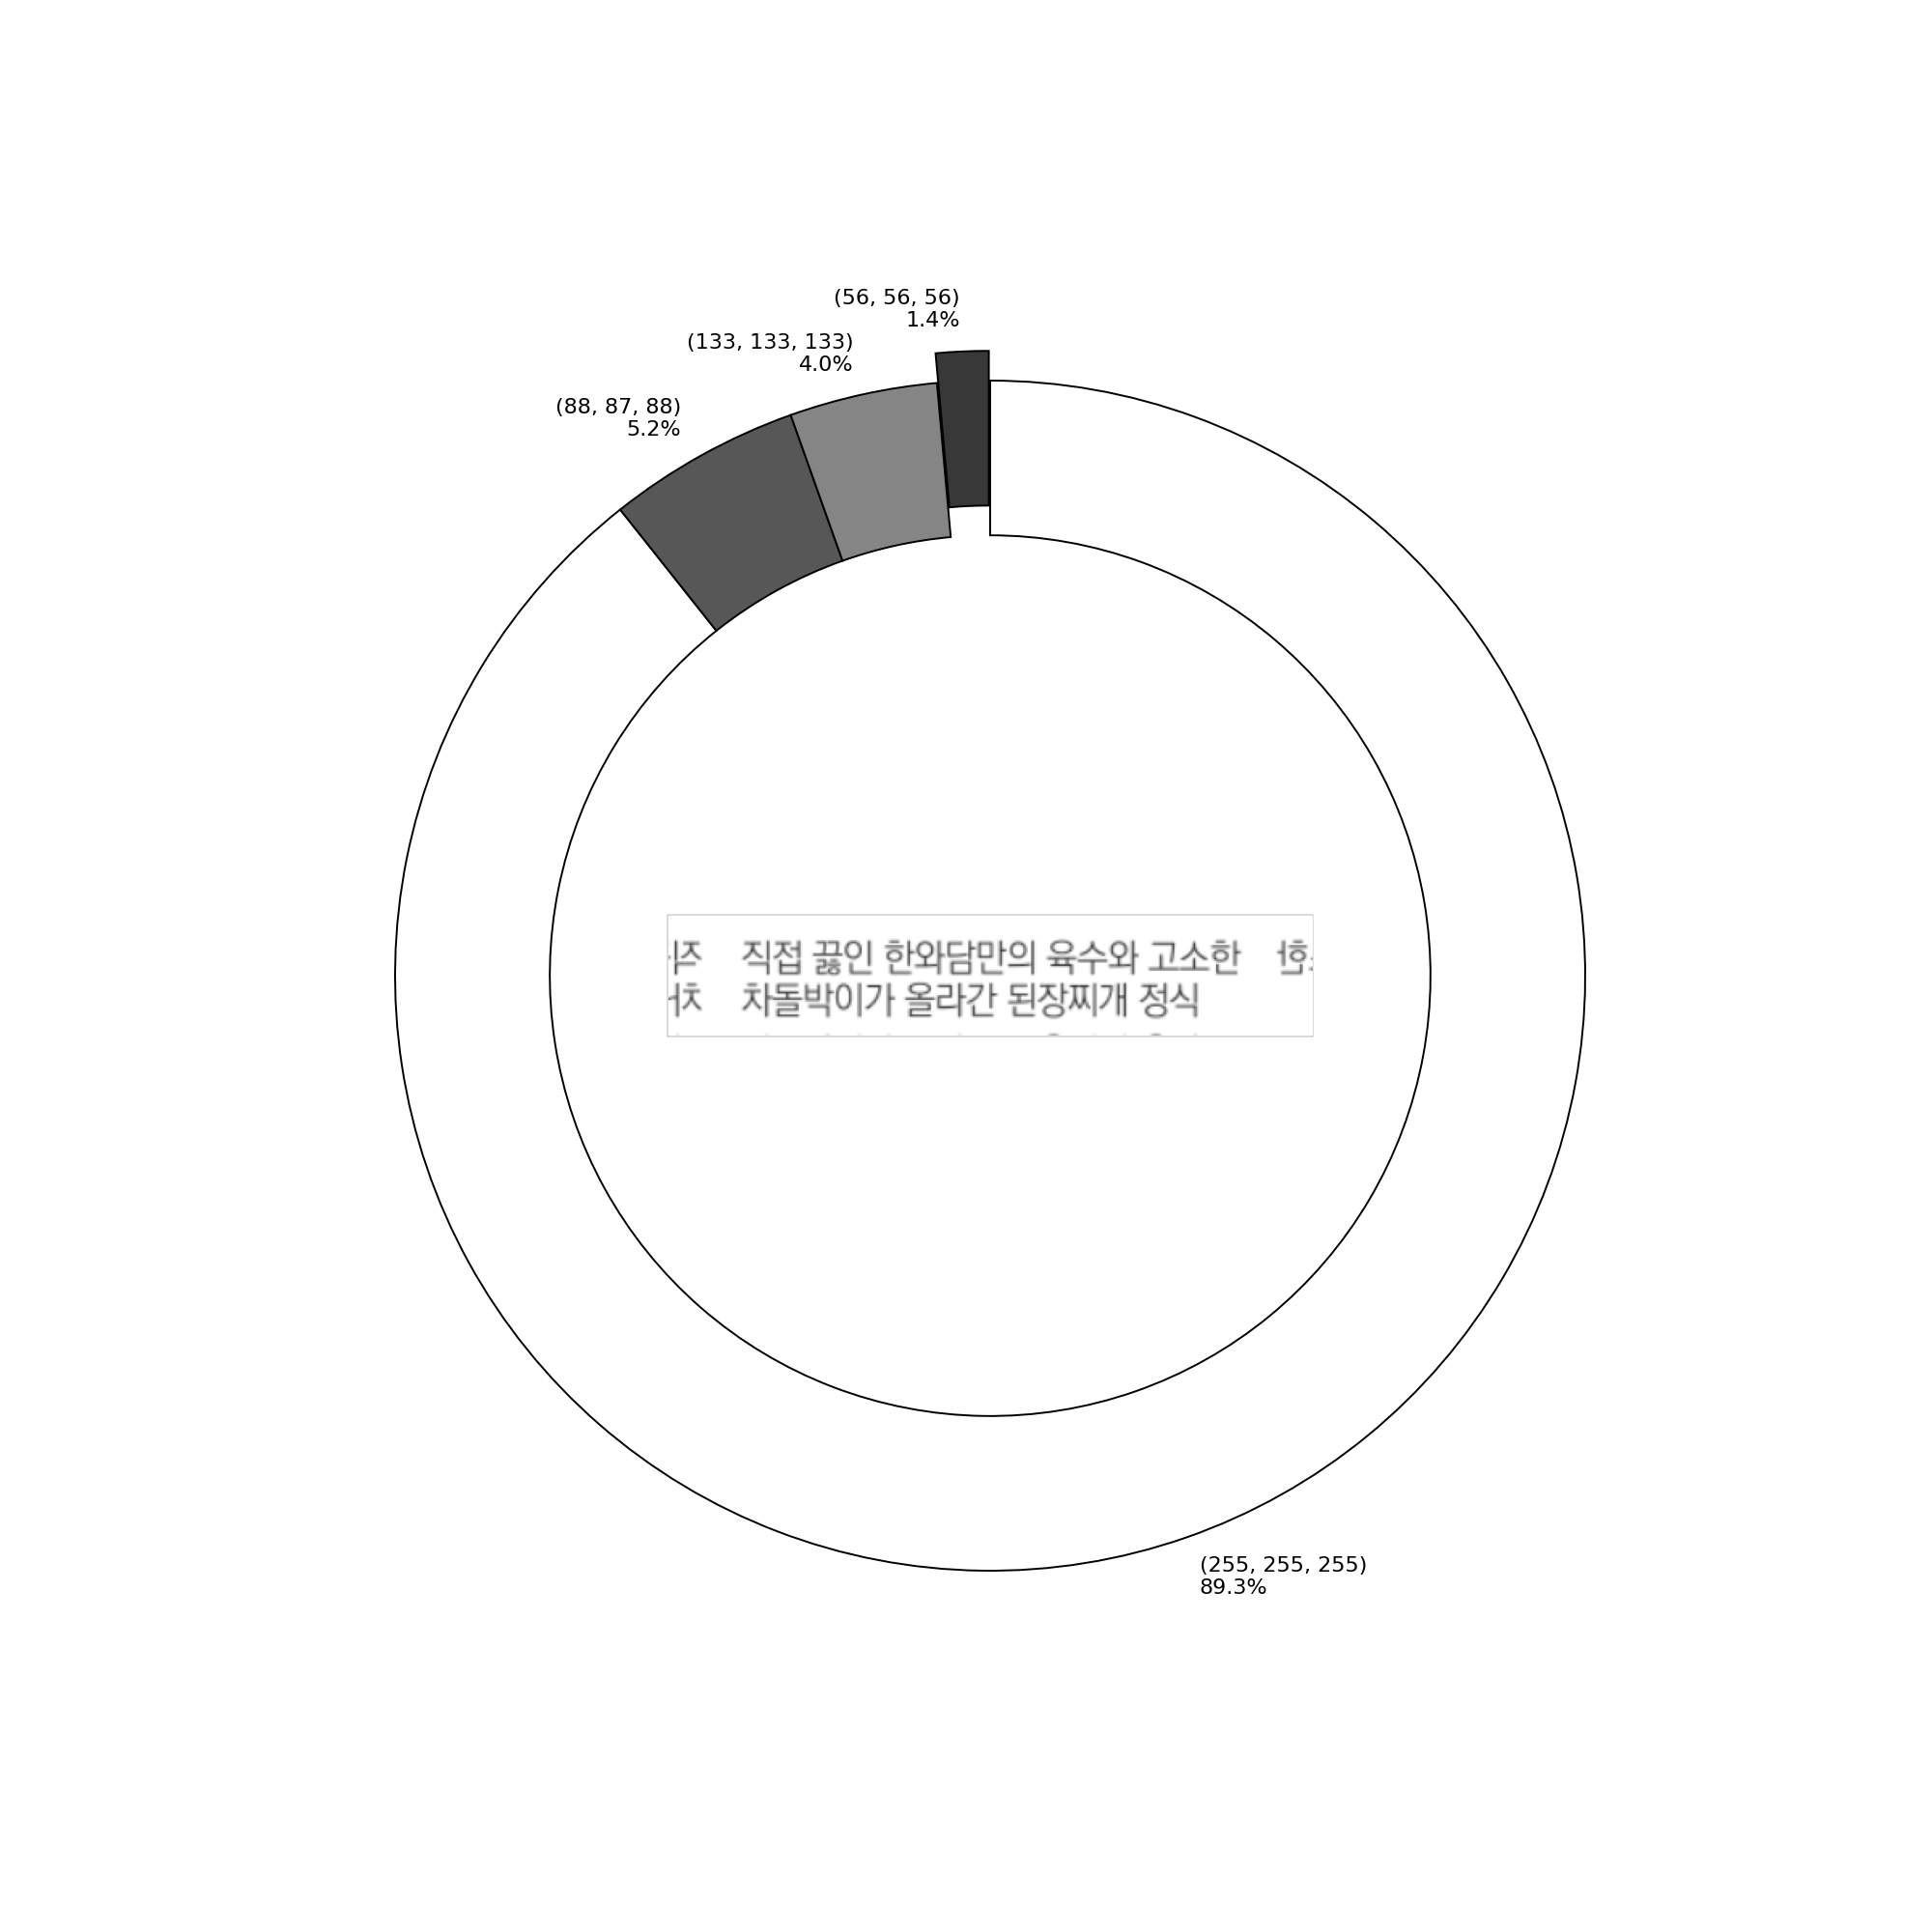 (56, 56, 56)
1.4%
(133, 133, 133)
4.0%
(88, 87, 88)
5.2%
직접 끓인 한와담만의 육수와 고소한
차돌박이가 올라간 된장찌개 정식
(255, 255, 255)
89.3%